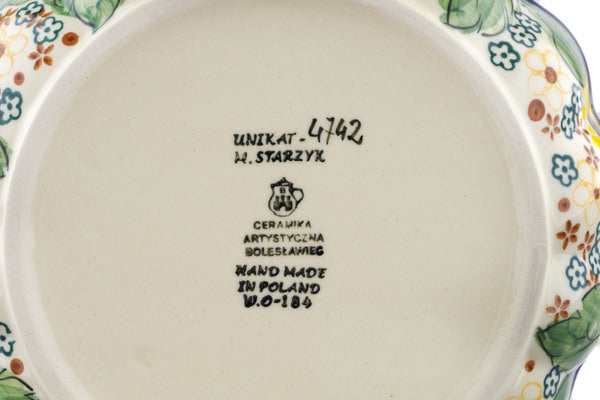 UNIKAT-4742
M. STARZYK
B
CERAMIKA
ARTYSTYCZNA
BOLESŁAWIEC
HAND MADE
IN POLAND
W.O-184